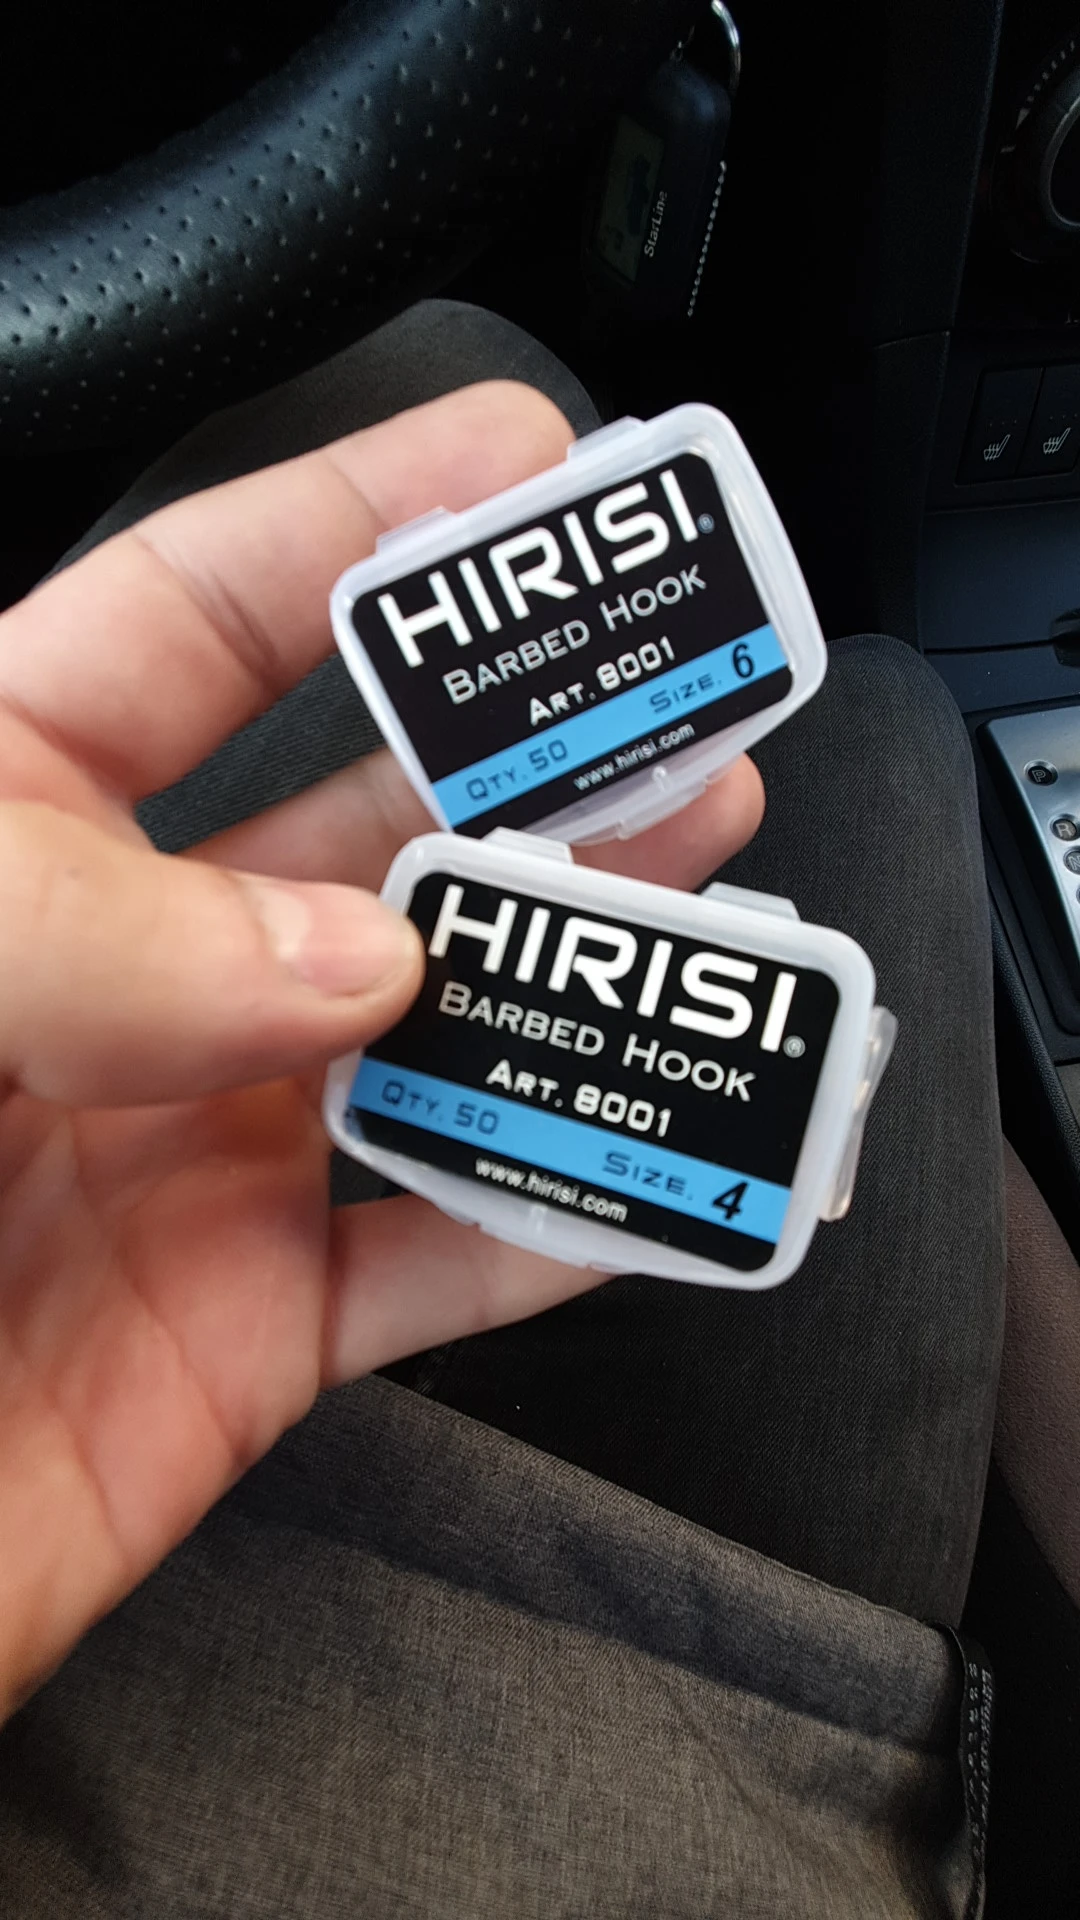 StarLine
HIRISI®
BARBED HOOK
ART. 8001
QTY. 50 SIZE. 6
www.hirisi.com
HIRISI®
BARBED HOOK
ART. 8001
QTY. 50 SIZE. 4
www.hirisi.com
P
R
N